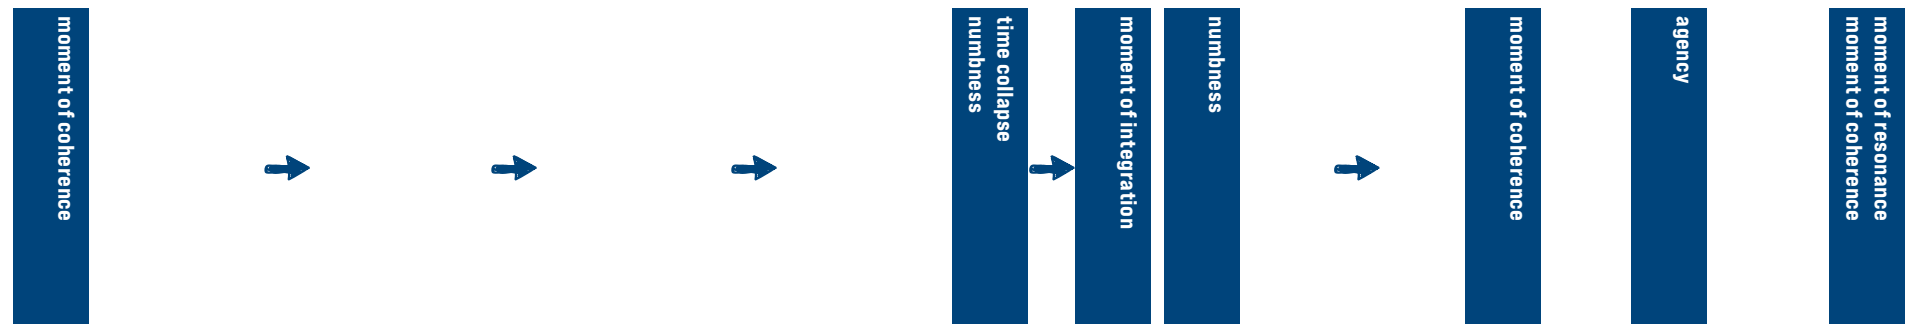 moment of coherence
time collapse
numbness
moment of integration
numbness
moment of coherence
agency
moment of resonance
moment of coherence